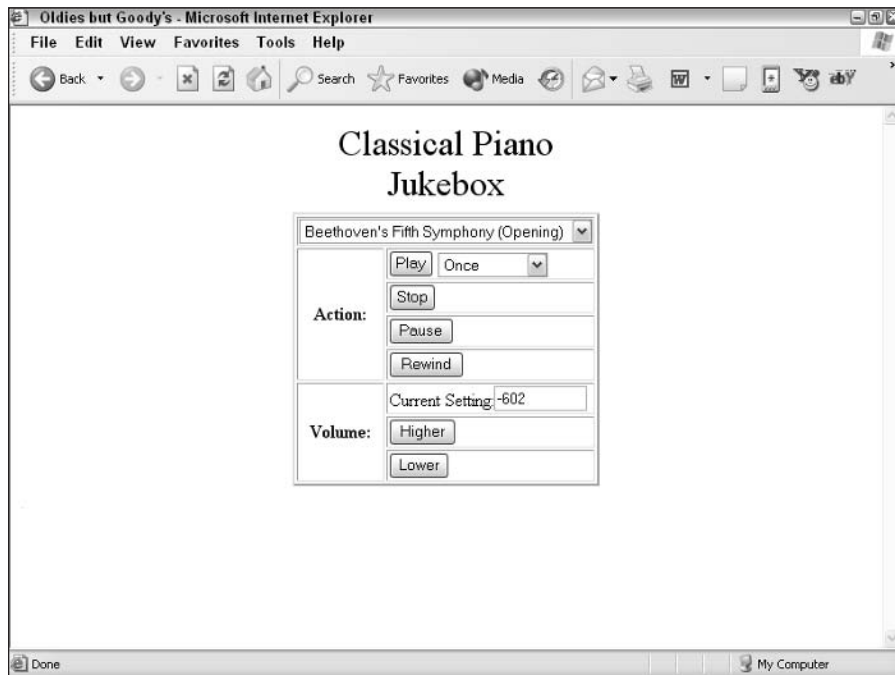 Oldies but Goody's - Microsoft Internet Explorer
File Edit View Favorites Tools Help
Back Search Favorites Media
Classical Piano
Jukebox
Beethoven's Fifth Symphony (Opening)
Action:
Play Once
Stop
Pause
Rewind
Volume:
Current Setting: -602
Higher
Lower
Done My Computer